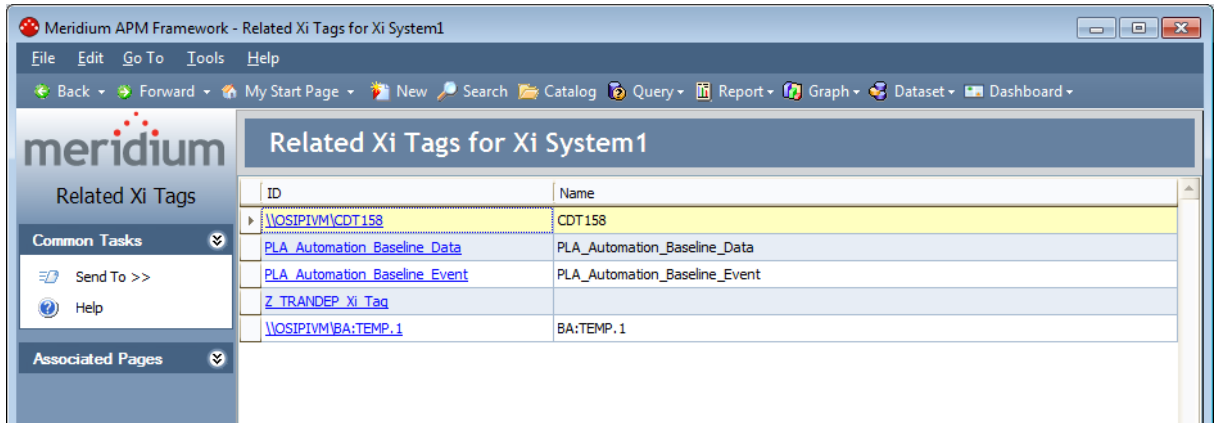 Meridium APM Framework - Related Xi Tags for Xi System1
File Edit Go To Tools Help
Back Forward My Start Page New Search Catalog Query Report Graph Dataset Dashboard
meridium
Related Xi Tags for Xi System1
Related Xi Tags
ID Name
\\OSIPIVM\CDT158 CDT158
Common Tasks
PLA_Automation_Baseline_Data PLA_Automation_Baseline_Data
Send To >>
PLA_Automation_Baseline_Event PLA_Automation_Baseline_Event
Help
Z_TRANDEP_Xi_Tag
\\OSIPIVM\BA:TEMP.1 BA:TEMP.1
Associated Pages